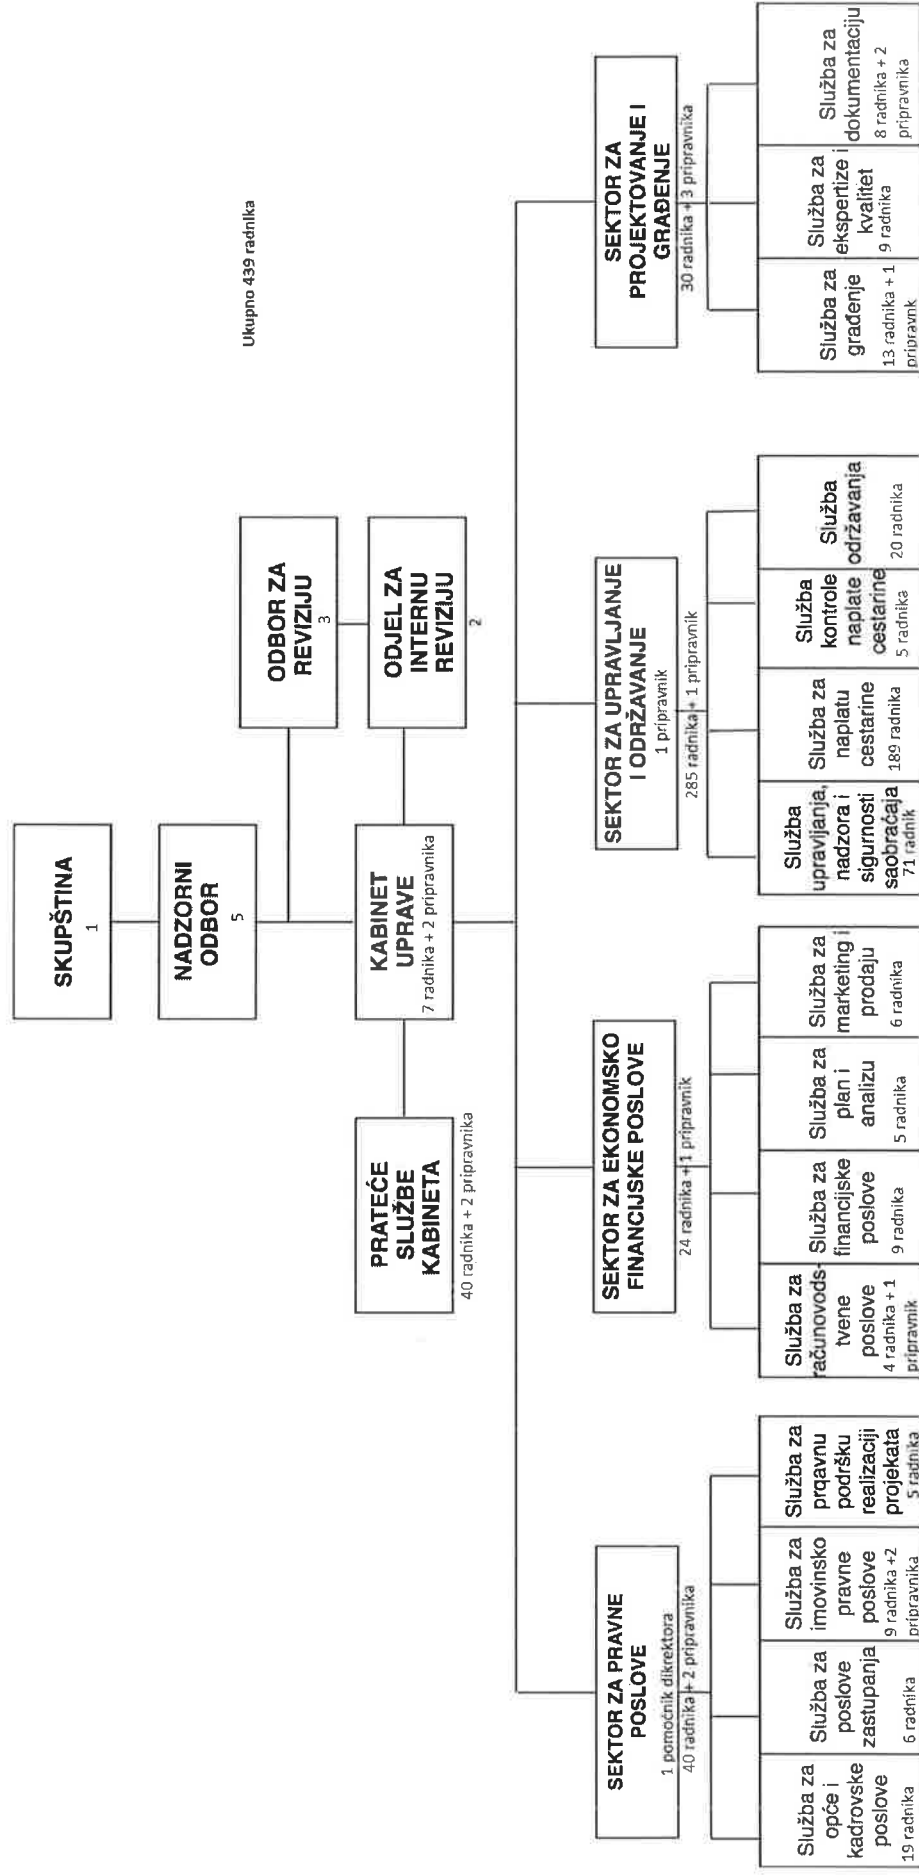 SKUPŠTINA
1
NADZORNI
ODBOR
5
ODBOR ZA
REVIZIJU
3
Ukupno 439 radnika
PRATEĆE
SLUŽBE
KABINETA
40 radnika + 2 pripravnika
KABINET
UPRAVE
7 radnika + 2 pripravnika
ODJEL ZA
INTERNU
REVIZIJU
2
SEKTOR ZA PRAVNE
POSLOVE
1 pomoćnik dikrektora
40 radnika + 2 pripravnika
SEKTOR ZA EKONOMSKO
FINANCIJSKE POSLOVE
24 radnika + 1 pripravnik
SEKTOR ZA UPRAVLJANJE
I ODRŽAVANJE
1 pripravnik
285 radnika + 1 pripravnik
SEKTOR ZA
PROJEKTOVANJE I
GRAĐENJE
30 radnika + 3 pripravnika
Služba za
opće i
kadrovske
poslove
19 radnika
Služba za
poslove
zastupanja
6 radnika
Služba za
imovinsko
pravne
poslove
9 radnika +2
pripravnika
Služba za
prqavnu
podršku
realizaciji
projekata
5 radnika
Služba za
računovods-
tvene
poslove
4 radnika + 1
pripravnik
Služba za
financijske
poslove
9 radnika
Služba za
plan i
analizu
5 radnika
Služba za
marketing i
prodaju
6 radnika
Služba
upravljanja,
nadzora i
sigurnosti
saobraćaja
71 radnik
Služba za
naplatu
cestarine
189 radnika
Služba
kontrole
naplate
cestarine
5 radnika
Služba
održavanja
20 radnika
Služba za
građenje
13 radnika + 1
pripravnk
Služba za
ekspertize i
kvalitet
9 radnika
Služba za
dokumentaciju
8 radnika + 2
pripravnika